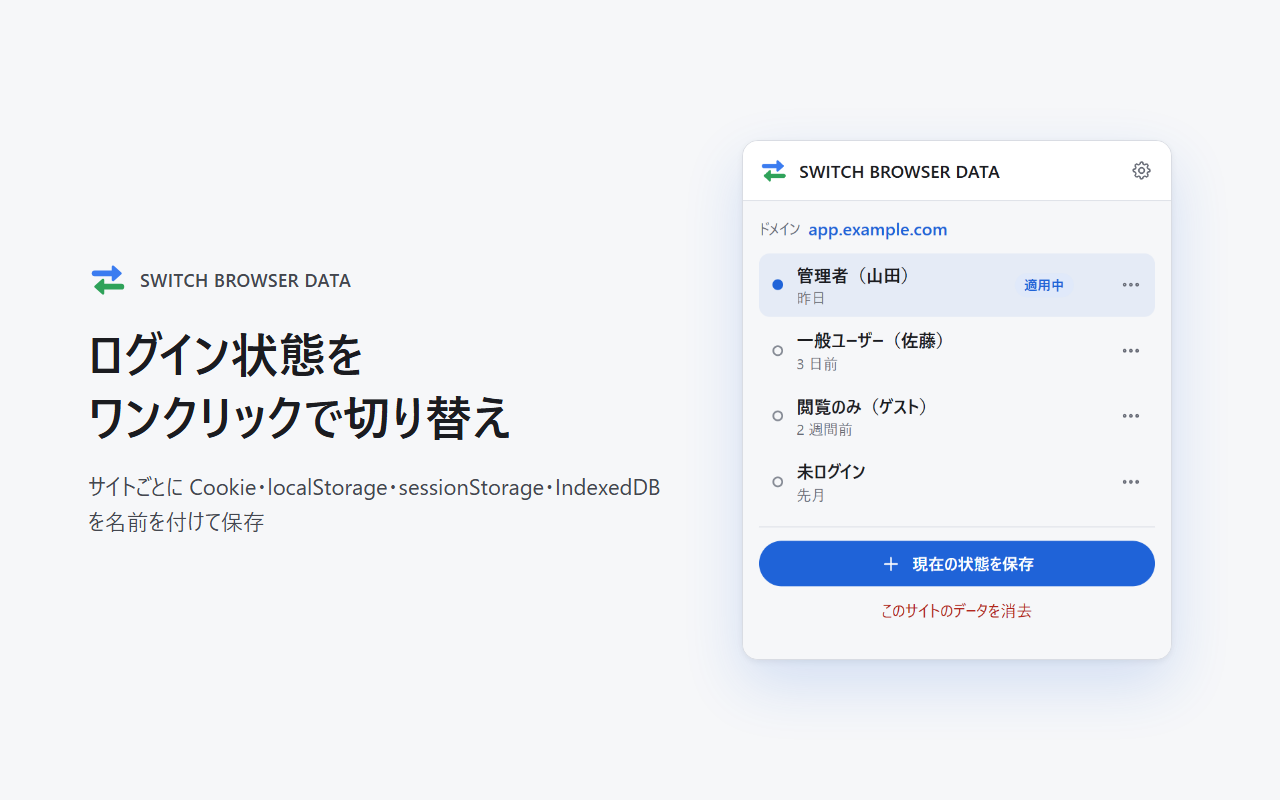 SWITCH BROWSER DATA
ログイン状態を
ワンクリックで切り替え
サイトごとに Cookie・localStorage・sessionStorage・IndexedDB
を名前を付けて保存
SWITCH BROWSER DATA
ドメイン app.example.com
管理者（山田）
昨日
適用中
一般ユーザー（佐藤）
3 日前
閲覧のみ（ゲスト）
2 週間前
未ログイン
先月
現在の状態を保存
このサイトのデータを消去